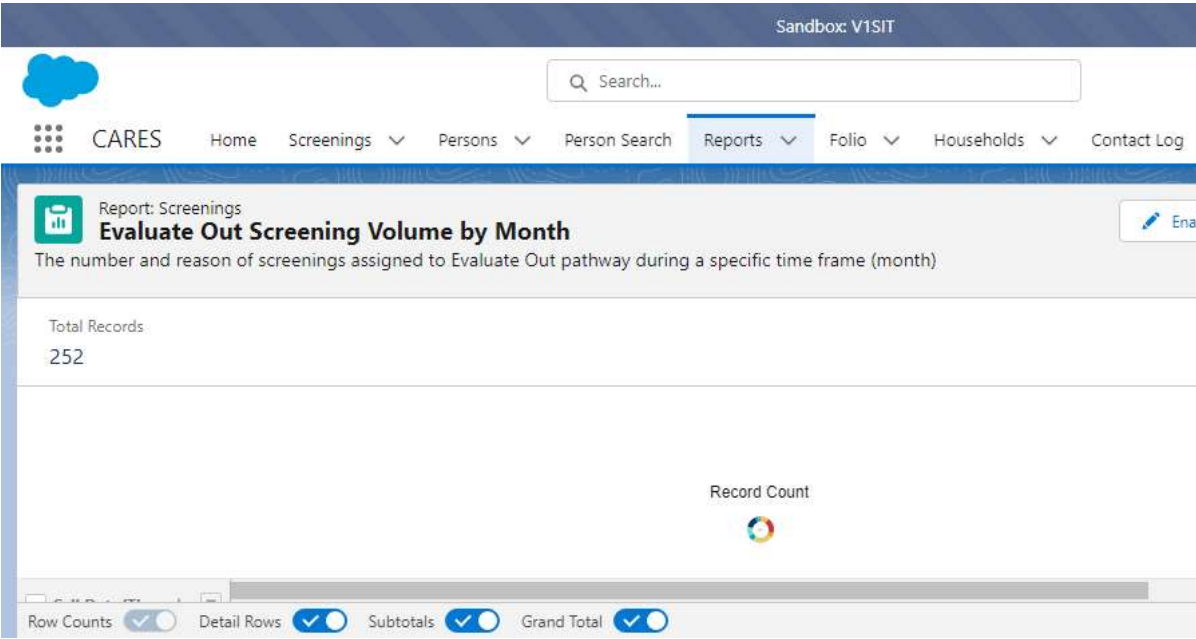 Sandbox: V1SIT
Search...
CARES Home Screenings Persons Person Search Reports Folio Households Contact Log
Report: Screenings
Evaluate Out Screening Volume by Month
Ena
The number and reason of screenings assigned to Evaluate Out pathway during a specific time frame (month)
Total Records
252
Record Count
Row Counts Detail Rows Subtotals Grand Total